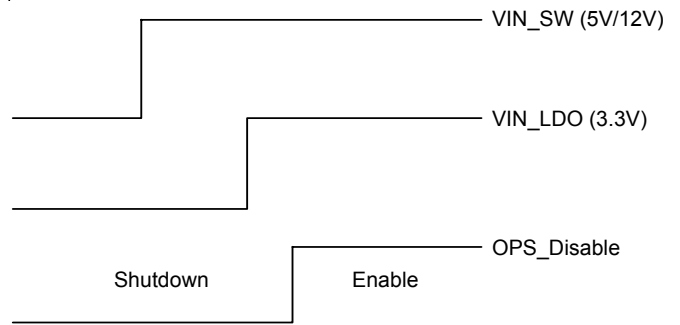 VIN_SW (5V/12V)
VIN_LDO (3.3V)
OPS_Disable
Shutdown
Enable